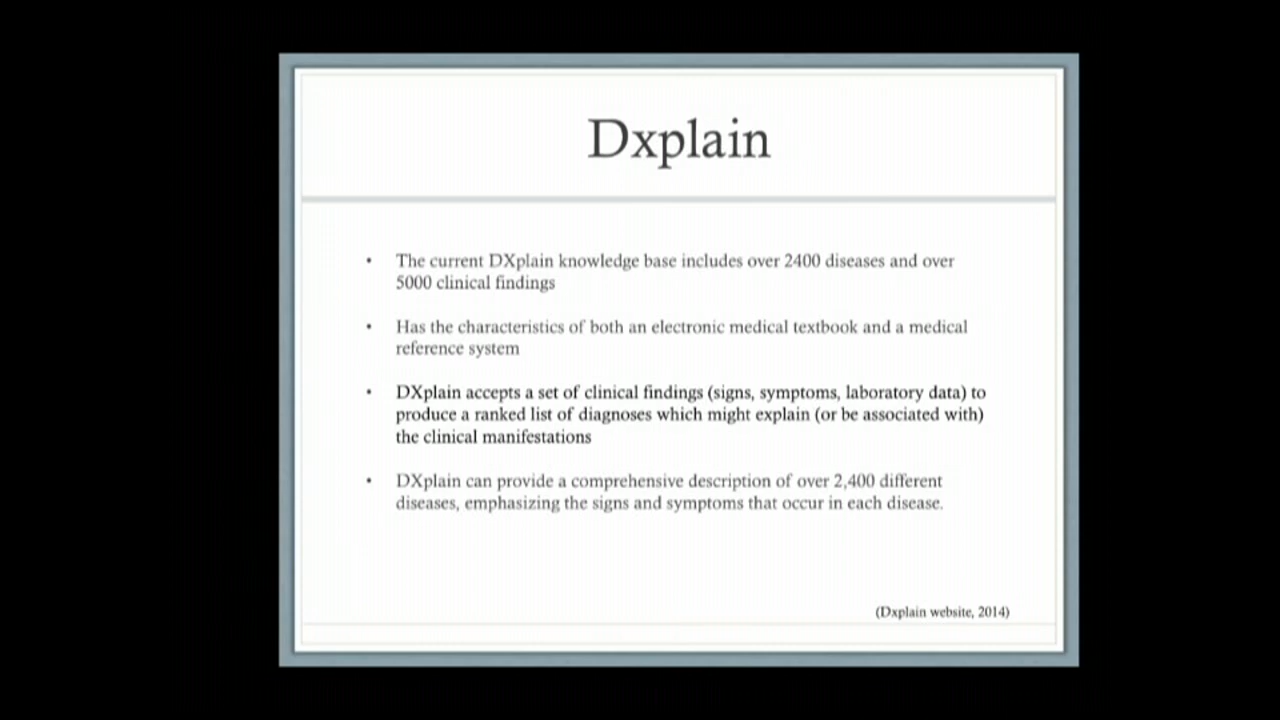 Dxplain
• The current DXplain knowledge base includes over 2400 diseases and over
5000 clinical findings
• Has the characteristics of both an electronic medical textbook and a medical
reference system
• DXplain accepts a set of clinical findings (signs, symptoms, laboratory data) to
produce a ranked list of diagnoses which might explain (or be associated with)
the clinical manifestations
• DXplain can provide a comprehensive description of over 2,400 different
diseases, emphasizing the signs and symptoms that occur in each disease.
(Dxplain website, 2014)